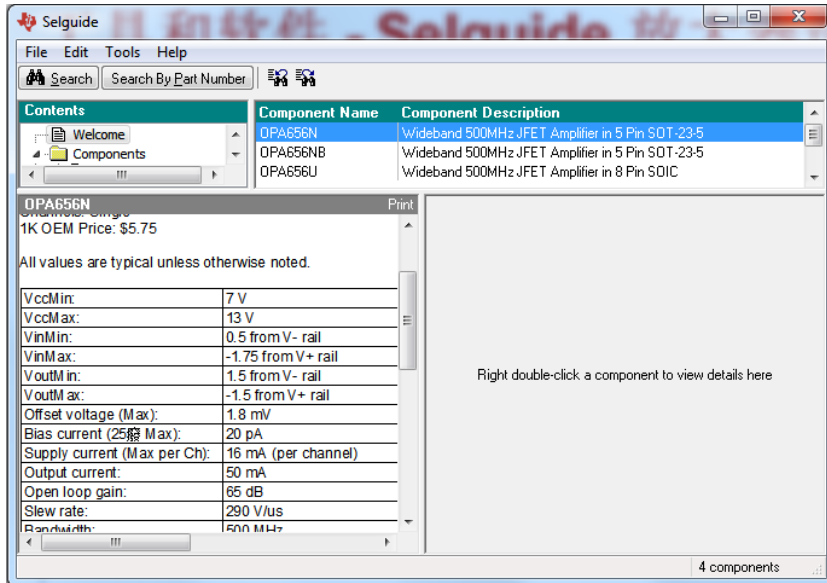 Selguide
File Edit Tools Help
Search Search By Part Number
Contents
Welcome
Components
Component Name Component Description
OPA656N Wideband 500MHz JFET Amplifier in 5 Pin SOT-23-5
OPA656NB Wideband 500MHz JFET Amplifier in 5 Pin SOT-23-5
OPA656U Wideband 500MHz JFET Amplifier in 8 Pin SOIC
OPA656N Print
Channels: Single
1K OEM Price: $5.75
All values are typical unless otherwise noted.
VccMin: 7 V
VccMax: 13 V
VinMin: 0.5 from V- rail
VinMax: -1.75 from V+ rail
VoutMin: 1.5 from V- rail
VoutMax: -1.5 from V+ rail
Offset voltage (Max): 1.8 mV
Bias current (25 Max): 20 pA
Supply current (Max per Ch): 16 mA (per channel)
Output current: 50 mA
Open loop gain: 65 dB
Slew rate: 290 V/us
Bandwidth: 500 MHz
Right double-click a component to view details here
4 components